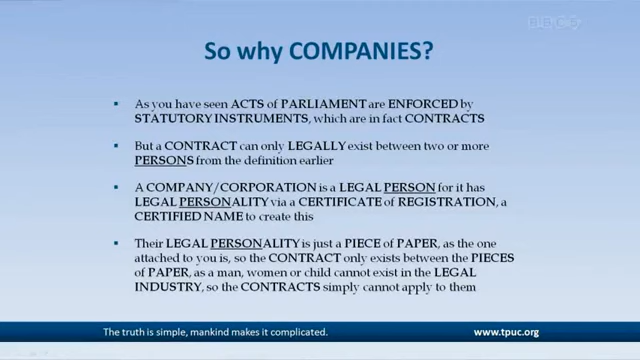 BBC 5
So why COMPANIES?
As you have seen ACTS of PARLIAMENT are ENFORCED by
STATUTORY INSTRUMENTS, which are in fact CONTRACTS
But a CONTRACT can only LEGALLY exist between two or more
PERSONS from the definition earlier
A COMPANY/CORPORATION is a LEGAL PERSON for it has
LEGAL PERSONALITY via a CERTIFICATE of REGISTRATION, a
CERTIFIED NAME to create this
Their LEGAL PERSONALITY is just a PIECE of PAPER, as the one
attached to you is, so the CONTRACT only exists between the PIECES
of PAPER, as a man, women or child cannot exist in the LEGAL
INDUSTRY, so the CONTRACTS simply cannot apply to them
The truth is simple, mankind makes it complicated.
www.tpuc.org